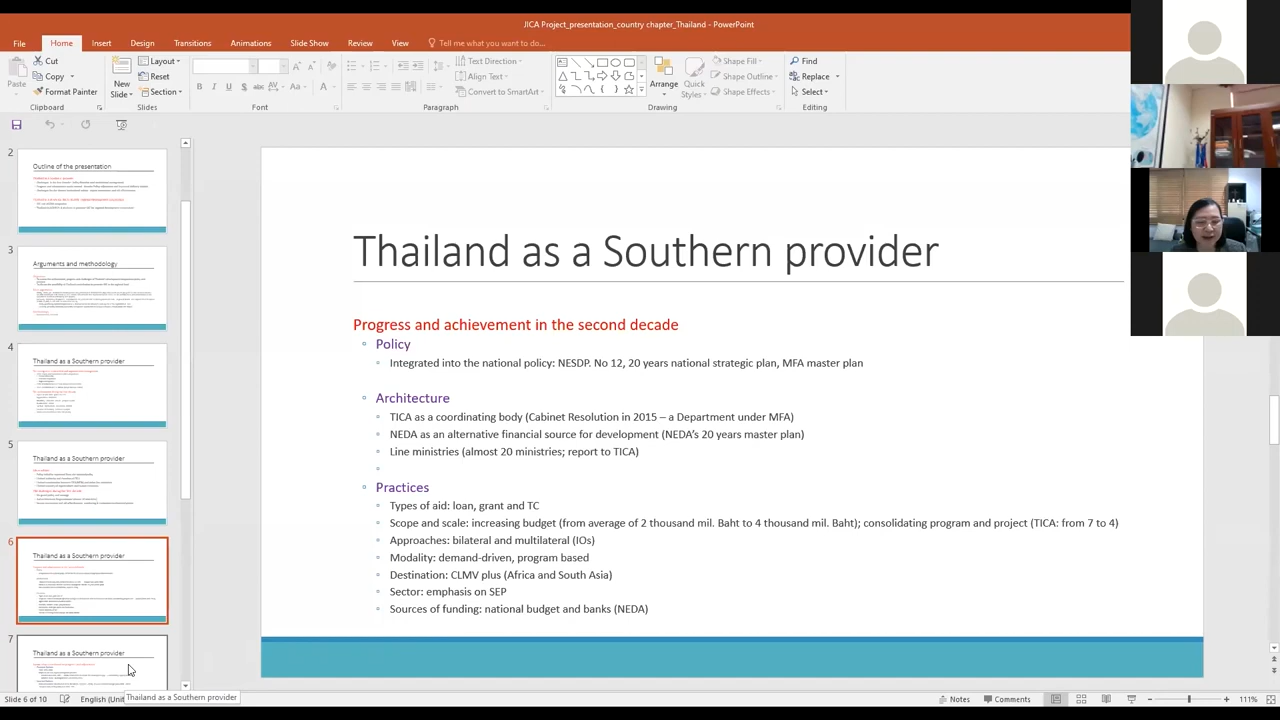 JICA Project_presentation_country chapter_Thailand - PowerPoint
File Home Insert Design Transitions Animations Slide Show Review View Tell me what you want to do...
Cut
Copy
Format Painter
Paste
Clipboard
New
Slide
Layout
Reset
Section
Slides
Font
Text Direction
Align Text
Convert to SmartArt
Paragraph
Arrange
Quick
Styles
Shape Fill
Shape Outline
Shape Effects
Drawing
Find
Replace
Select
Editing
2
Outline of the presentation
3
Arguments and methodology
4
Thailand as a Southern provider
5
Thailand as a Southern provider
6
Thailand as a Southern provider
7
Thailand as a Southern provider
Thailand as a Southern provider
Progress and achievement in the second decade
Policy
Integrated into the national policy: NESDP. No 12, 20 years national strategic plan, MFA master plan
Architecture
TICA as a coordinating body (Cabinet Resolution in 2015 – a Department under MFA)
NEDA as an alternative financial source for development (NEDA's 20 years master plan)
Line ministries (almost 20 ministries; report to TICA)
Practices
Types of aid: loan, grant and TC
Scope and scale: increasing budget (from average of 2 thousand mil. Baht to 4 thousand mil. Baht); consolidating program and project (TICA: from 7 to 4)
Approaches: bilateral and multilateral (IOs)
Modality: demand-driven, program based
Destination: CLMV plus (Africa and South Asia)
Sector: emphasis on SEP
Sources of funding: national budget and banks (NEDA)
Slide 6 of 10 English (Unit
Thailand as a Southern provider
Notes Comments 111%